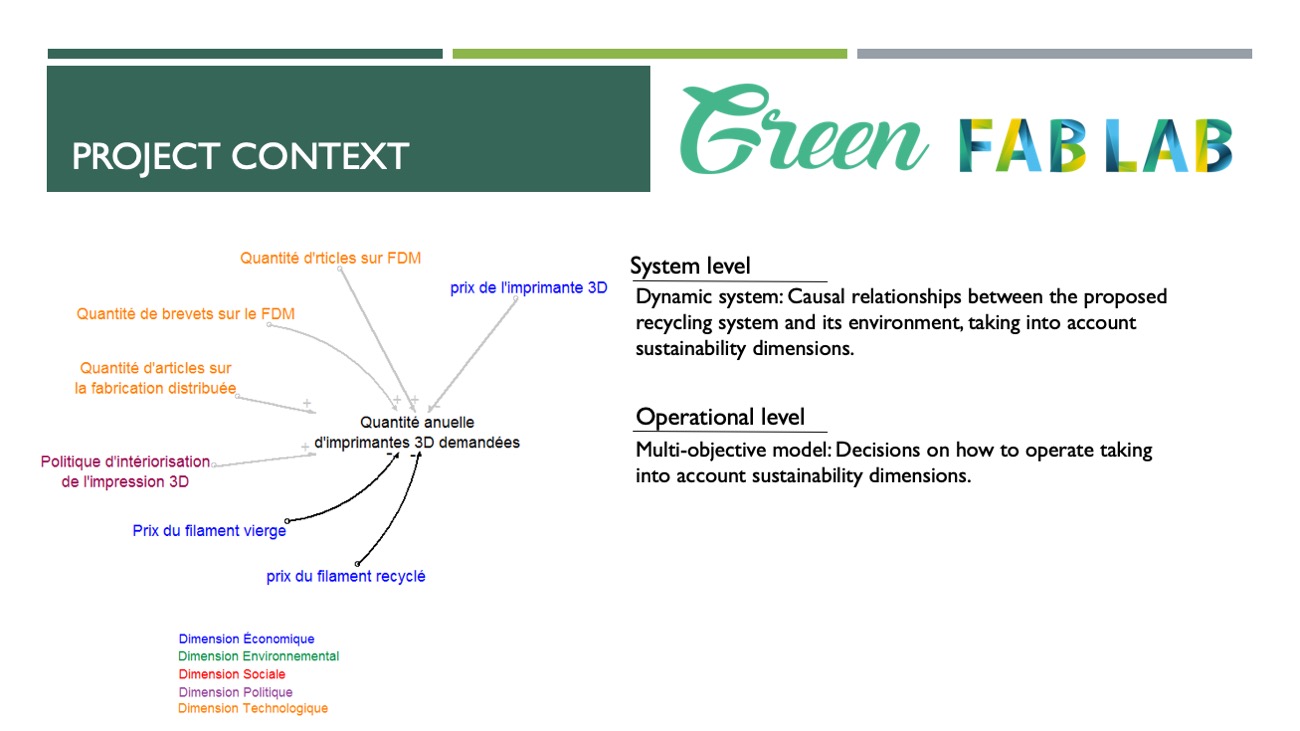 PROJECT CONTEXT
Green FAB LAB
Quantité d'rticles sur FDM
prix de l'imprimante 3D
Quantité de brevets sur le FDM
Quantité d'articles sur
la fabrication distribuée
+
+
+
-
Quantité anuelle
d'imprimantes 3D demandées
+
-
-
Politique d'intériorisation
de l'impression 3D
Prix du filament vierge
prix du filament recyclé
Dimension Économique
Dimension Environnemental
Dimension Sociale
Dimension Politique
Dimension Technologique
System level
Dynamic system: Causal relationships between the proposed
recycling system and its environment, taking into account
sustainability dimensions.
Operational level
Multi-objective model: Decisions on how to operate taking
into account sustainability dimensions.